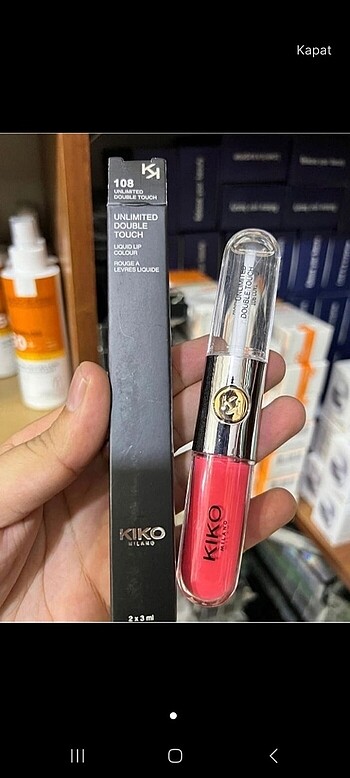 Kapat
108
UNLIMITED
DOUBLE TOUCH
UNLIMITED
DOUBLE
TOUCH
LIQUID LIP
COLOUR
ROUGE A
LEVRES LIQUIDE
KIKO
MILANO
2 x 3 ml
UNLIMITED
DOUBLE TOUCH
KIKO
MILANO